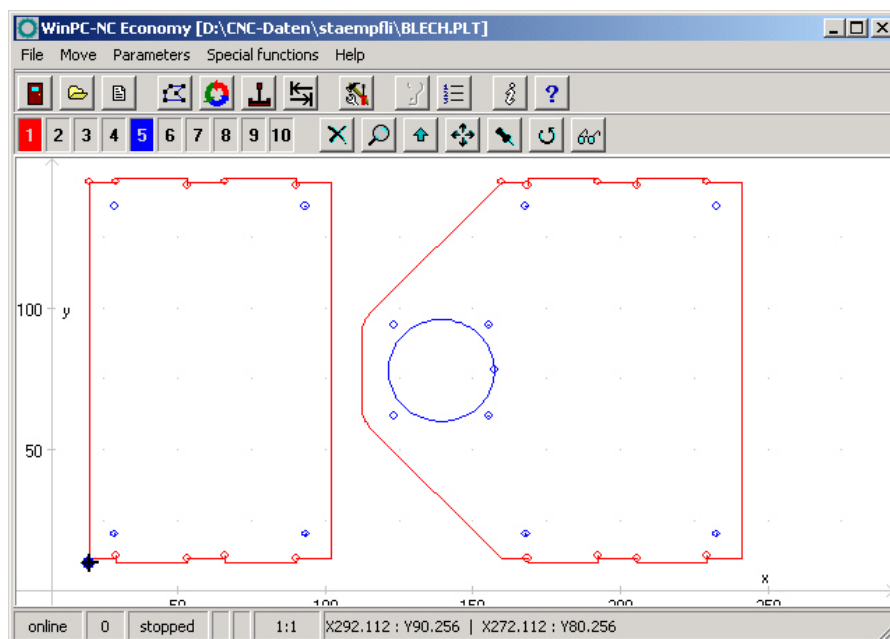 WinPC-NC Economy [D:\CNC-Daten\staempfli\BLECH.PLT]
File Move Parameters Special functions Help
1 2 3 4 5 6 7 8 9 10
100 y
50
x
50 100 150 200 250
online 0 stopped 1:1 X292.112 : Y90.256 | X272.112 : Y80.256